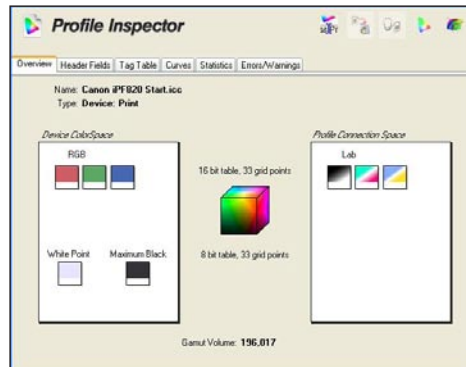 Profile Inspector
Overview Header Fields Tag Table Curves Statistics Errors/Warnings
Name: Canon iPF820 Start.icc
Type: Device: Print
Device ColorSpace
Profile Connection Space
RGB
Lab
16 bit table, 33 grid points
White Point Maximum Black
8 bit table, 33 grid points
Gamut Volume: 196,017